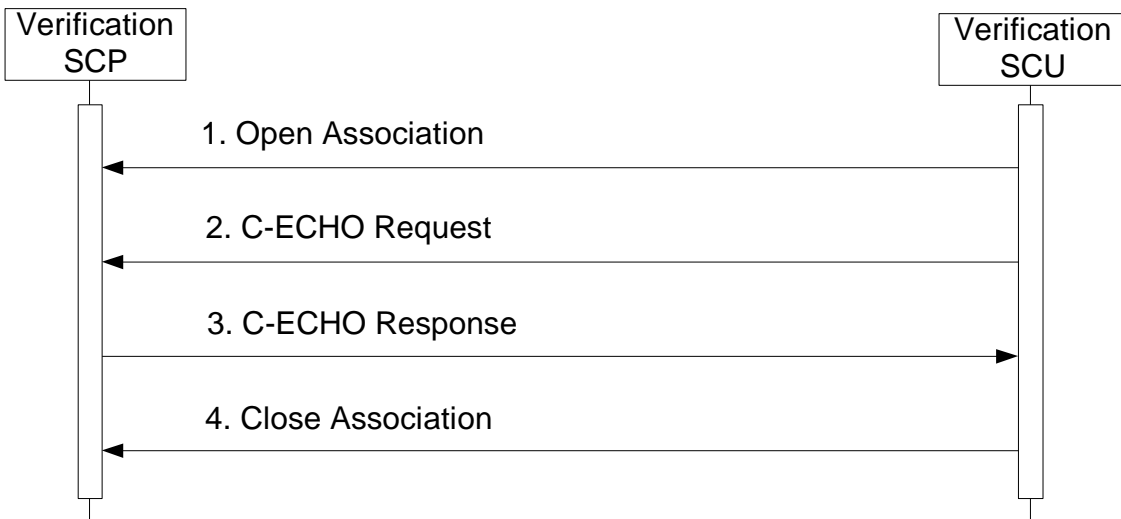 Verification
SCP
Verification
SCU
1. Open Association
2. C-ECHO Request
3. C-ECHO Response
4. Close Association